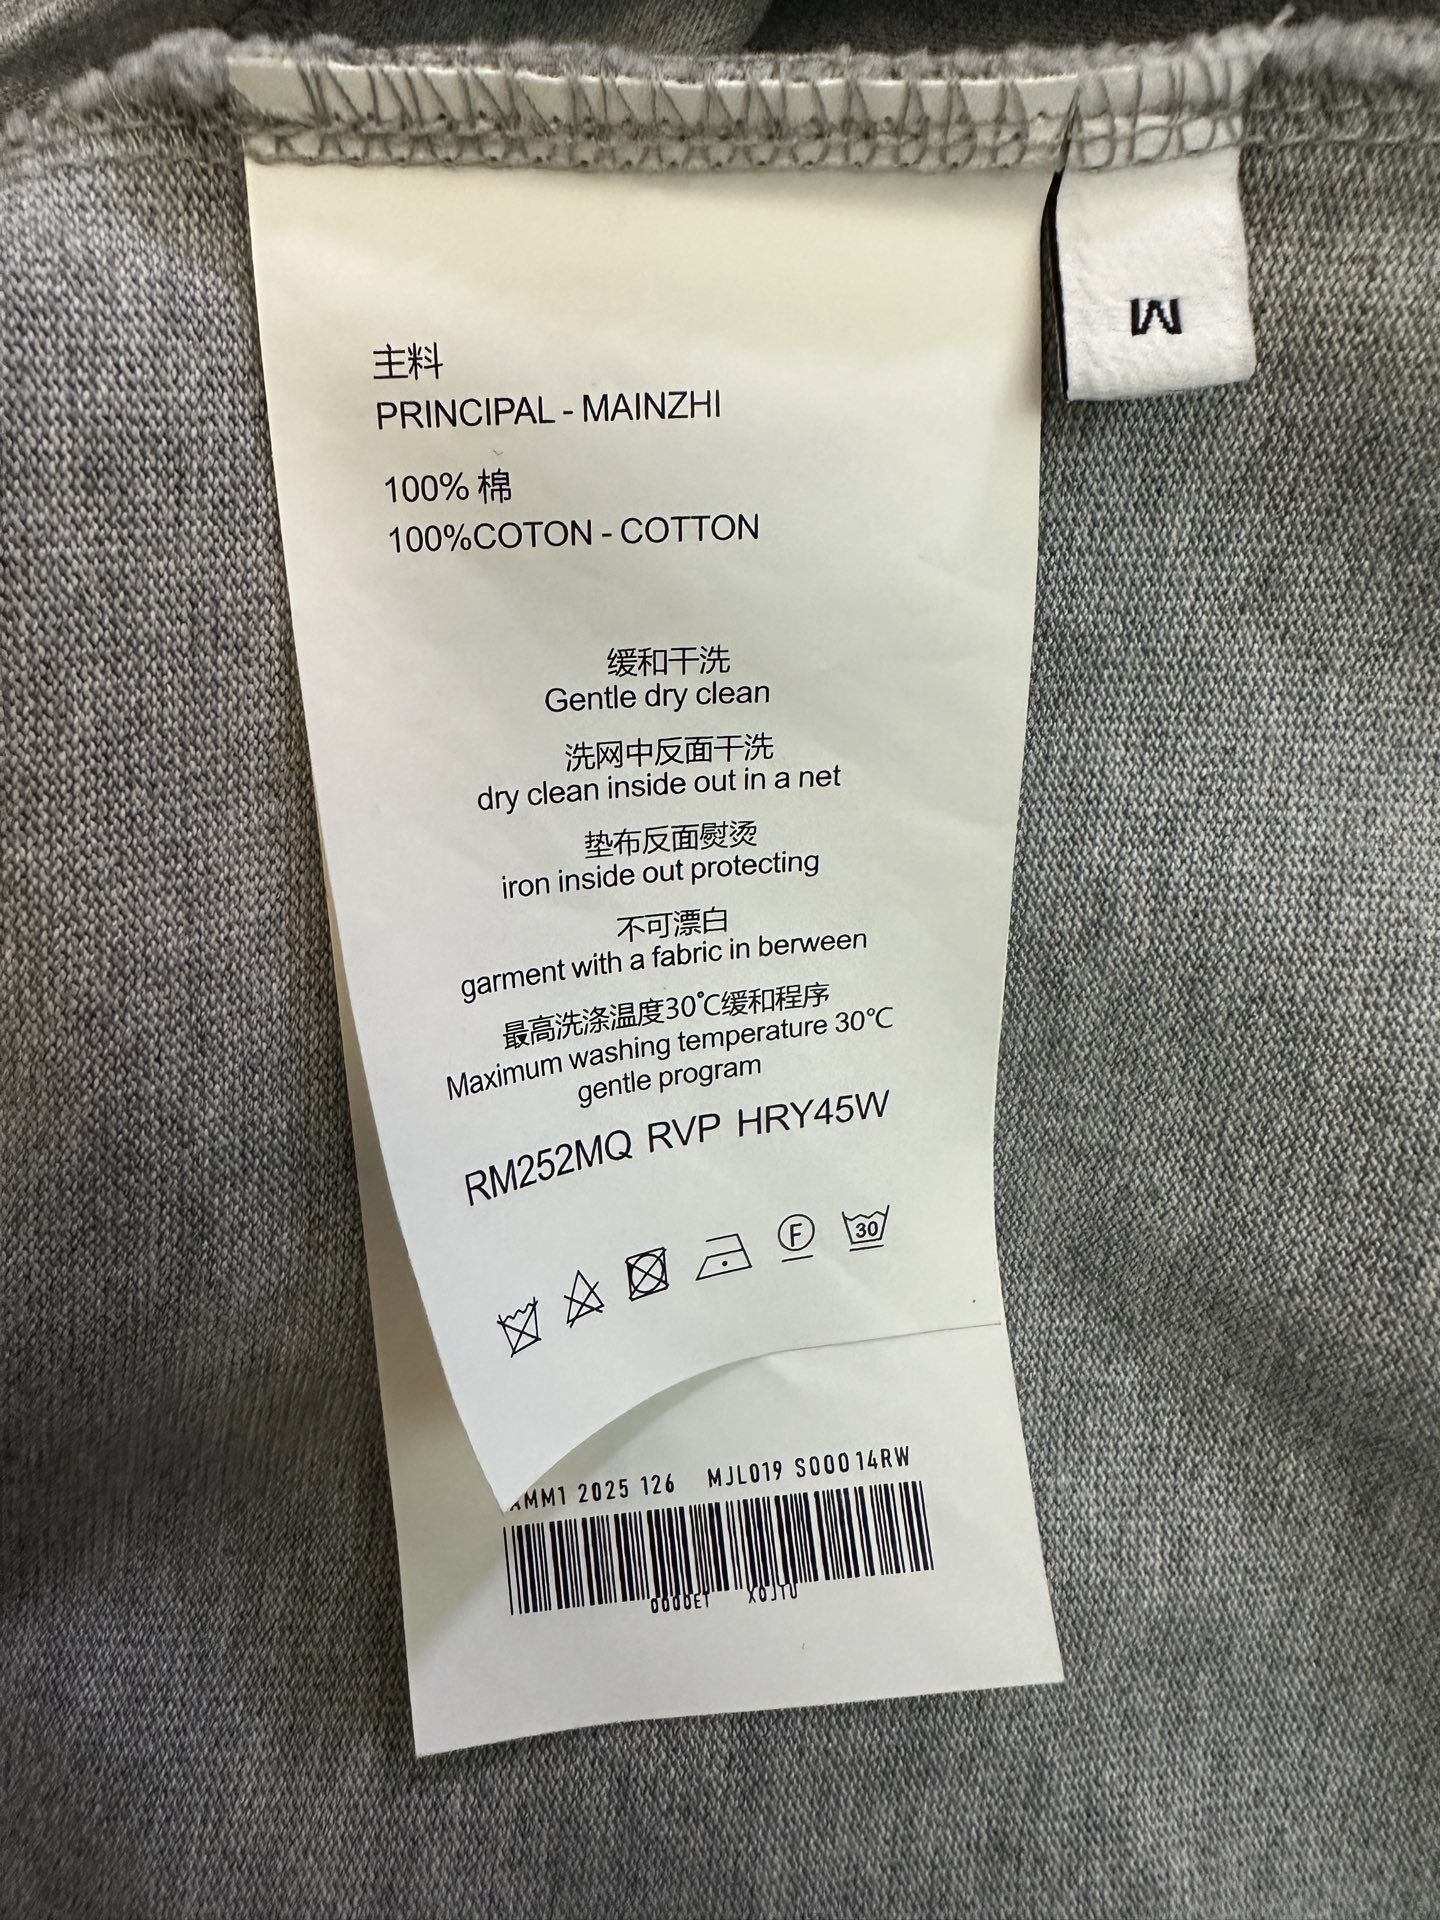 主料
PRINCIPAL - MAINZHI
100% 棉
100%COTON - COTTON
缓和干洗
Gentle dry clean
洗网中反面干洗
dry clean inside out in a net
垫布反面熨烫
iron inside out protecting
不可漂白
garment with a fabric in berween
最高洗涤温度30℃缓和程序
Maximum washing temperature 30℃
gentle program
RM252MQ RVP HRY45W
F 30
M
2025 126 MJL019 S00014RW